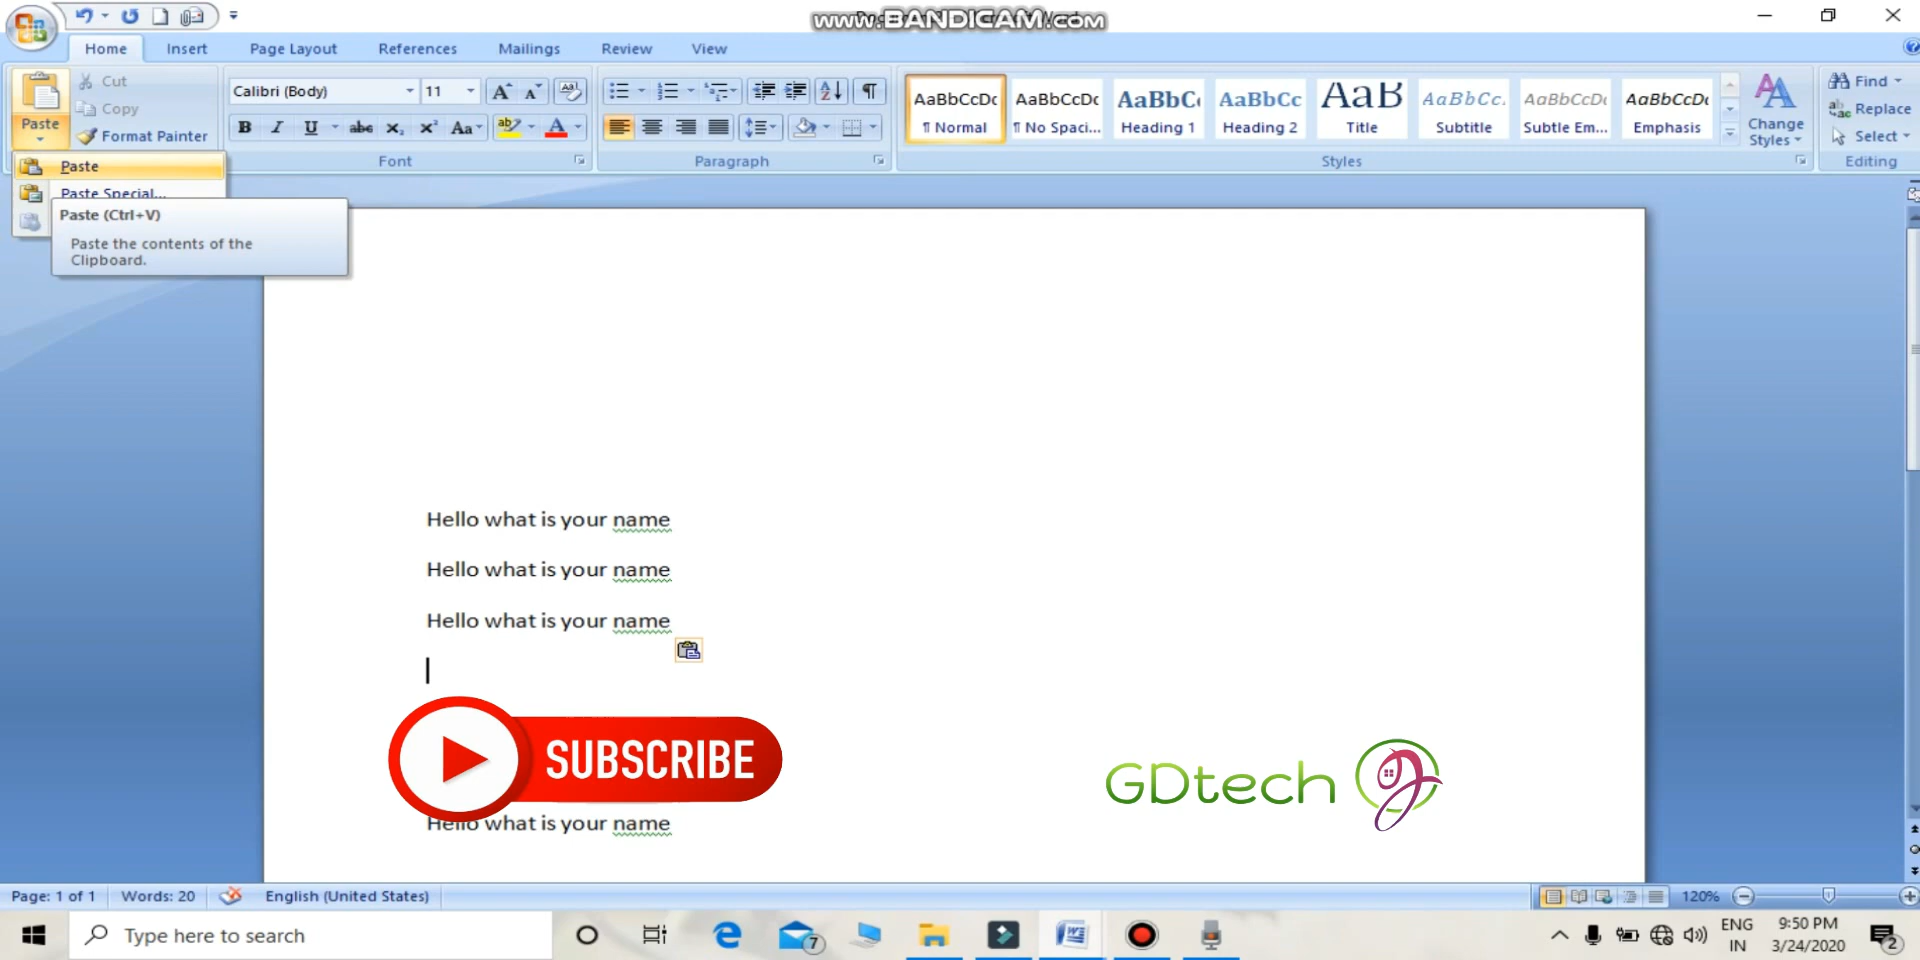 www.BANDICAM.com
Home Insert Page Layout References Mailings Review View
Paste
Cut
Copy
Format Painter
Calibri (Body) 11
Font
Paragraph
AaBbCcDc AaBbCcDc AaBbC AaBbCc AaB AaBbCc. AaBbCcDc AaBbCcDc
¶ Normal ¶ No Spaci... Heading 1 Heading 2 Title Subtitle Subtle Em... Emphasis
Change Styles
Styles
Find
Replace
Select
Editing
Paste
Paste Special...
Paste (Ctrl+V)
Paste the contents of the
Clipboard.
Hello what is your name
Hello what is your name
Hello what is your name
SUBSCRIBE
GDtech
Hello what is your name
Page: 1 of 1 Words: 20 English (United States) 120%
Type here to search
7
ENG
IN
9:50 PM
3/24/2020
2